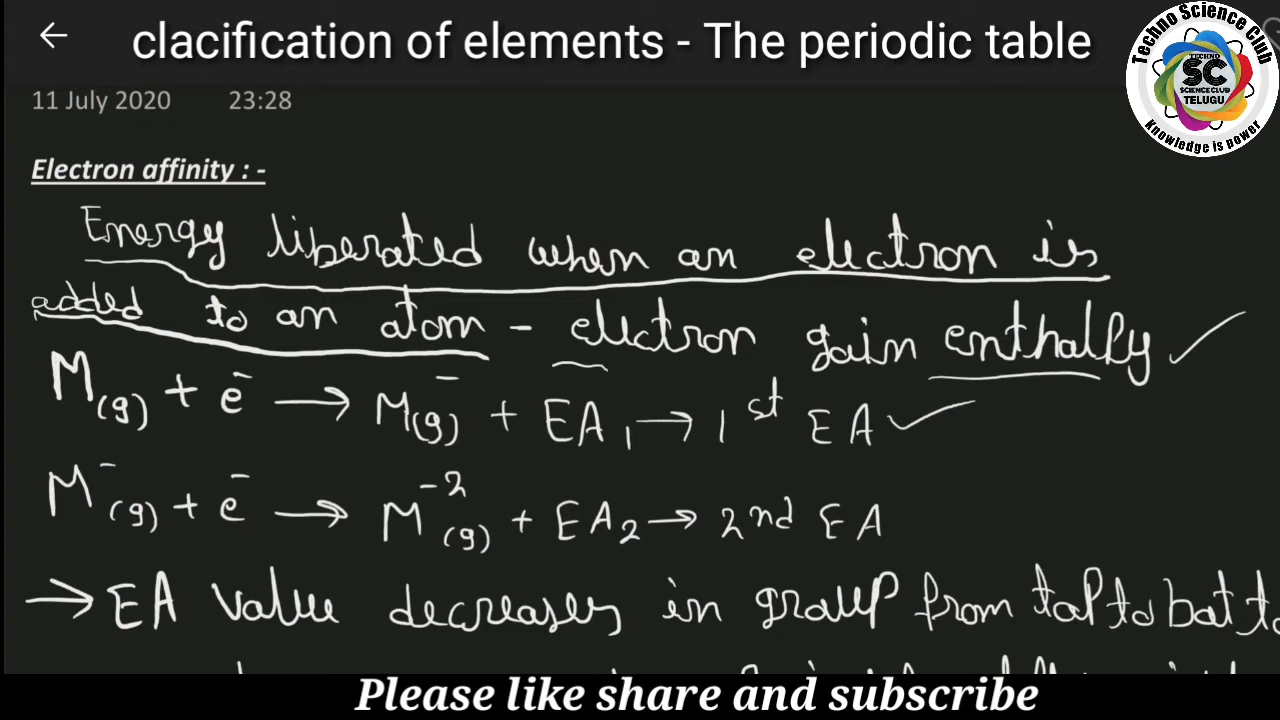 clacification of elements - The periodic table
Techno Science Club
TECHNO
SC
SCIENCE CLUB
TELUGU
Knowledge is power
11 July 2020 23:28
Electron affinity : -
Energy liberated when an electron is
added to an atom - electron gain enthalpy ✓
M(g) + e⁻ → M⁻(g) + EA₁ → 1st EA ✓
M⁻(g) + e⁻ → M⁻²(g) + EA₂ → 2nd EA
→ EA value decreases in group from top to botto
Please like share and subscribe